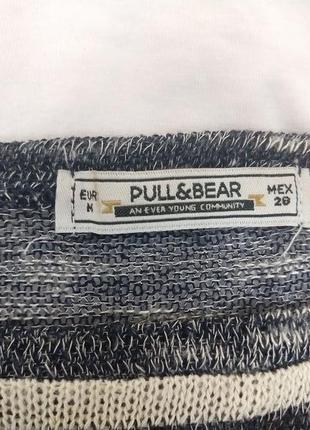 EUR
M
PULL&BEAR
AN EVER YOUNG COMMUNITY
MEX
28